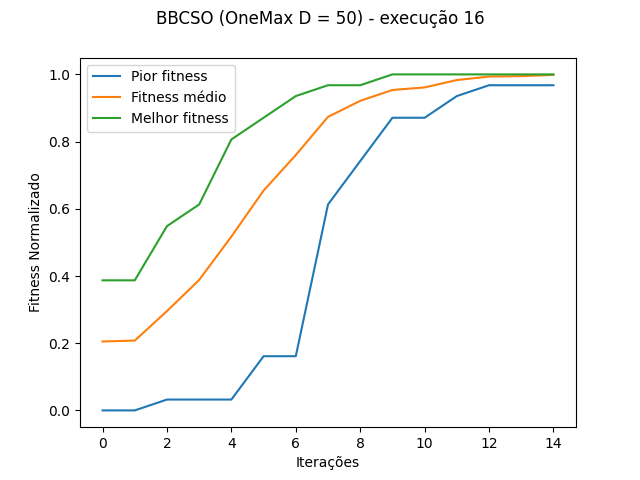 BBCSO (OneMax D = 50) - execução 16
Pior fitness
Fitness médio
Melhor fitness
Fitness Normalizado
1.0
0.8
0.6
0.4
0.2
0.0
0 2 4 6 8 10 12 14
Iterações